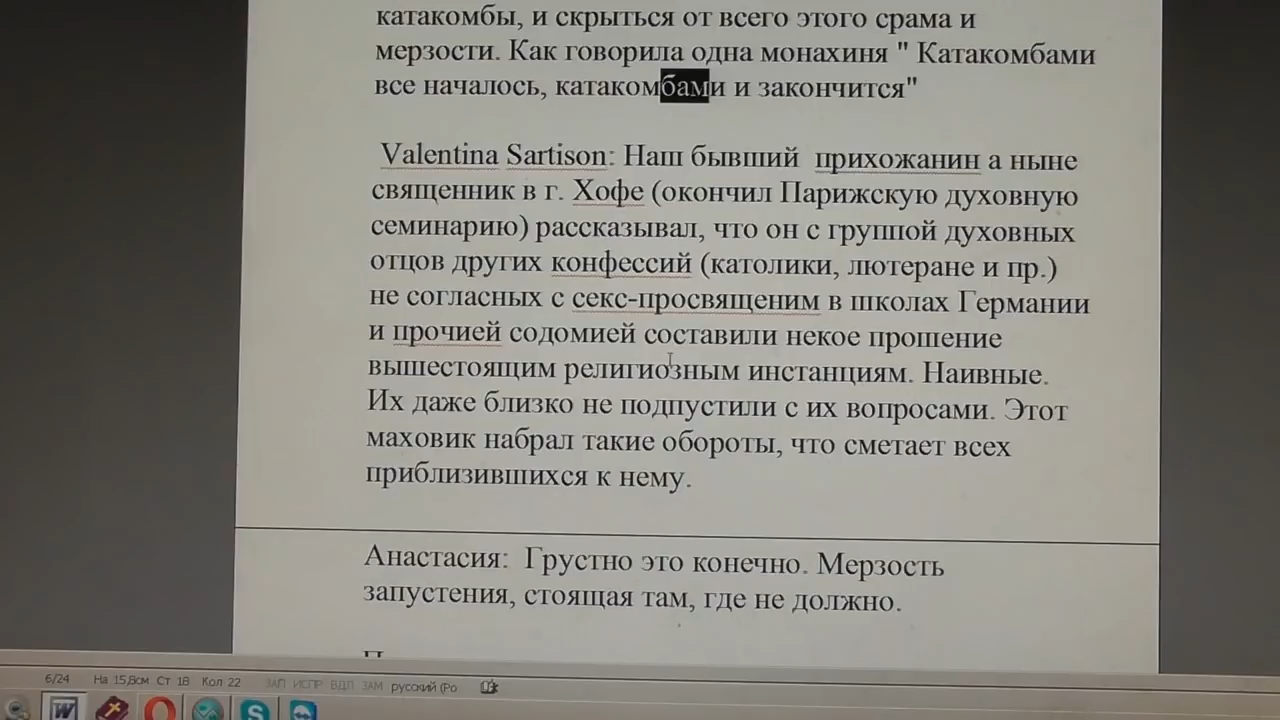 катакомбы, и скрыться от всего этого срама и
мерзости. Как говорила одна монахиня " Катакомбами
все началось, катакомбами и закончится"
Valentina Sartison: Наш бывший прихожанин а ныне
священник в г. Хофе (окончил Парижскую духовную
семинарию) рассказывал, что он с группой духовных
отцов других конфессий (католики, лютеране и пр.)
не согласных с секс-просвященим в школах Германии
и прочией содомией составили некое прошение
вышестоящим религиозным инстанциям. Наивные.
Их даже близко не подпустили с их вопросами. Этот
маховик набрал такие обороты, что сметает всех
приблизившихся к нему.
Анастасия: Грустно это конечно. Мерзость
запустения, стоящая там, где не должно.
6/24 На 15,8см Ст 18 Кол 22 ЗАП ИСПР ВДЛ ЗАМ русский (Ро